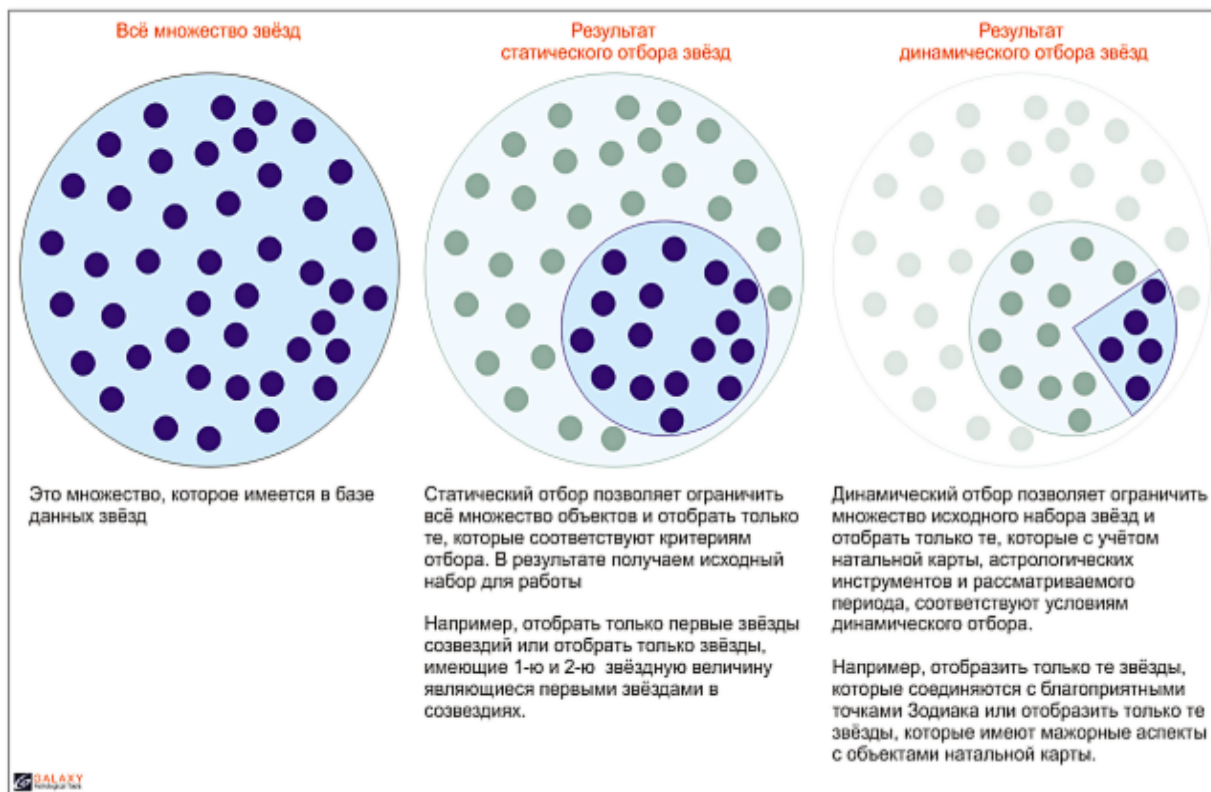 Всё множество звёзд
Результат
статического отбора звёзд
Результат
динамического отбора звёзд
Это множество, которое имеется в базе
данных звёзд
Статический отбор позволяет ограничить
всё множество объектов и отобрать только
те, которые соответствуют критериям
отбора. В результате получаем исходный
набор для работы
Например, отобрать только первые звёзды
созвездий или отобрать только звёзды,
имеющие 1-ю и 2-ю звёздную величину
являющиеся первыми звёздами в
созвездиях.
Динамический отбор позволяет ограничить
множество исходного набора звёзд и
отобрать только те, которые с учётом
натальной карты, астрологических
инструментов и рассматриваемого
периода, соответствуют условиям
динамического отбора.
Например, отобразить только те звёзды,
которые соединяются с благоприятными
точками Зодиака или отобразить только те
звёзды, которые имеют мажорные аспекты
с объектами натальной карты.
GALAXY